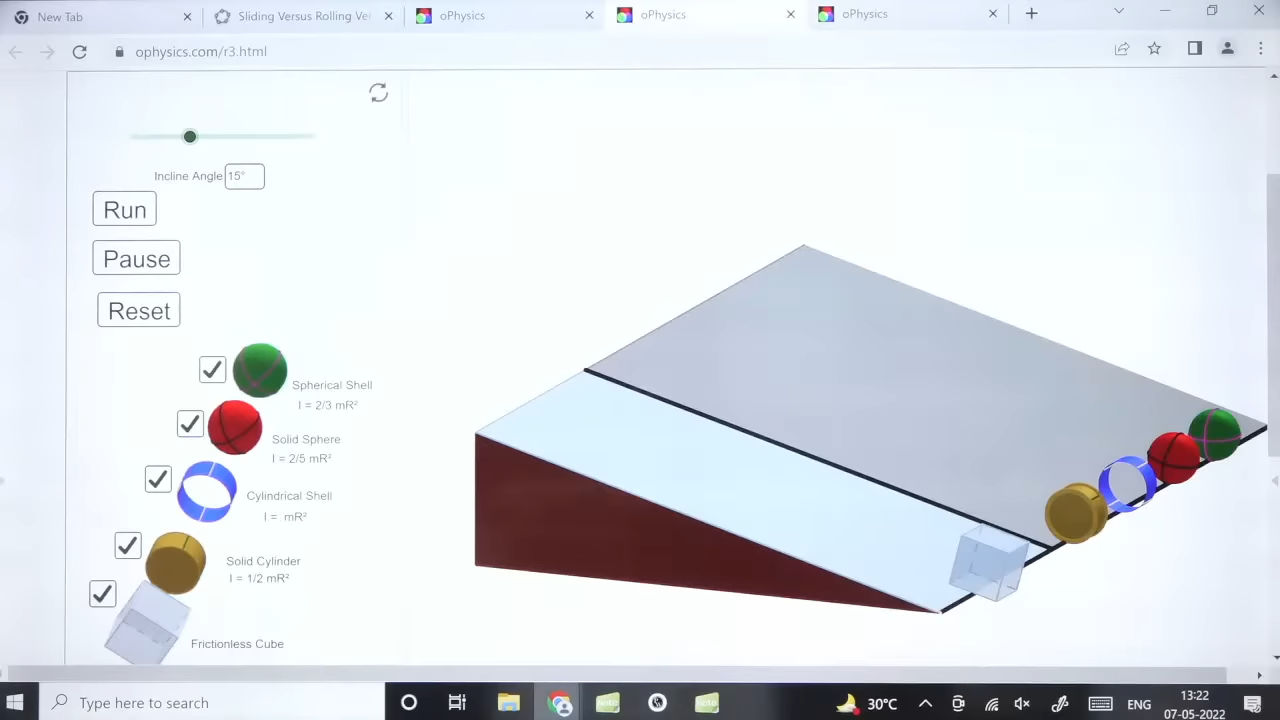 New Tab
Sliding Versus Rolling Ve
oPhysics
oPhysics
oPhysics
ophysics.com/r3.html
Incline Angle 15°
Run
Pause
Reset
Spherical Shell
I = 2/3 mR²
Solid Sphere
I = 2/5 mR²
Cylindrical Shell
I = mR²
Solid Cylinder
I = 1/2 mR²
Frictionless Cube
Type here to search
30°C
ENG
13:22
07-05-2022